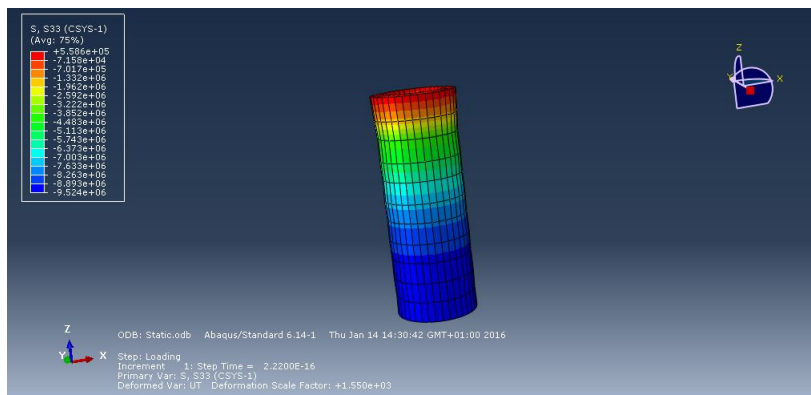 S, S33 (CSYS-1)
(Avg: 75%)
+5.586e+05
-7.158e+04
-7.017e+05
-1.332e+06
-1.962e+06
-2.592e+06
-3.222e+06
-3.852e+06
-4.483e+06
-5.113e+06
-5.743e+06
-6.373e+06
-7.003e+06
-7.633e+06
-8.263e+06
-8.893e+06
-9.524e+06
Z
Y
X
ODB: Static.odb Abaqus/Standard 6.14-1 Thu Jan 14 14:30:42 GMT+01:00 2016
Z
Y
X
Step: Loading
Increment 1: Step Time = 2.2200E-16
Primary Var: S, S33 (CSYS-1)
Deformed Var: UT Deformation Scale Factor: +1.550e+03